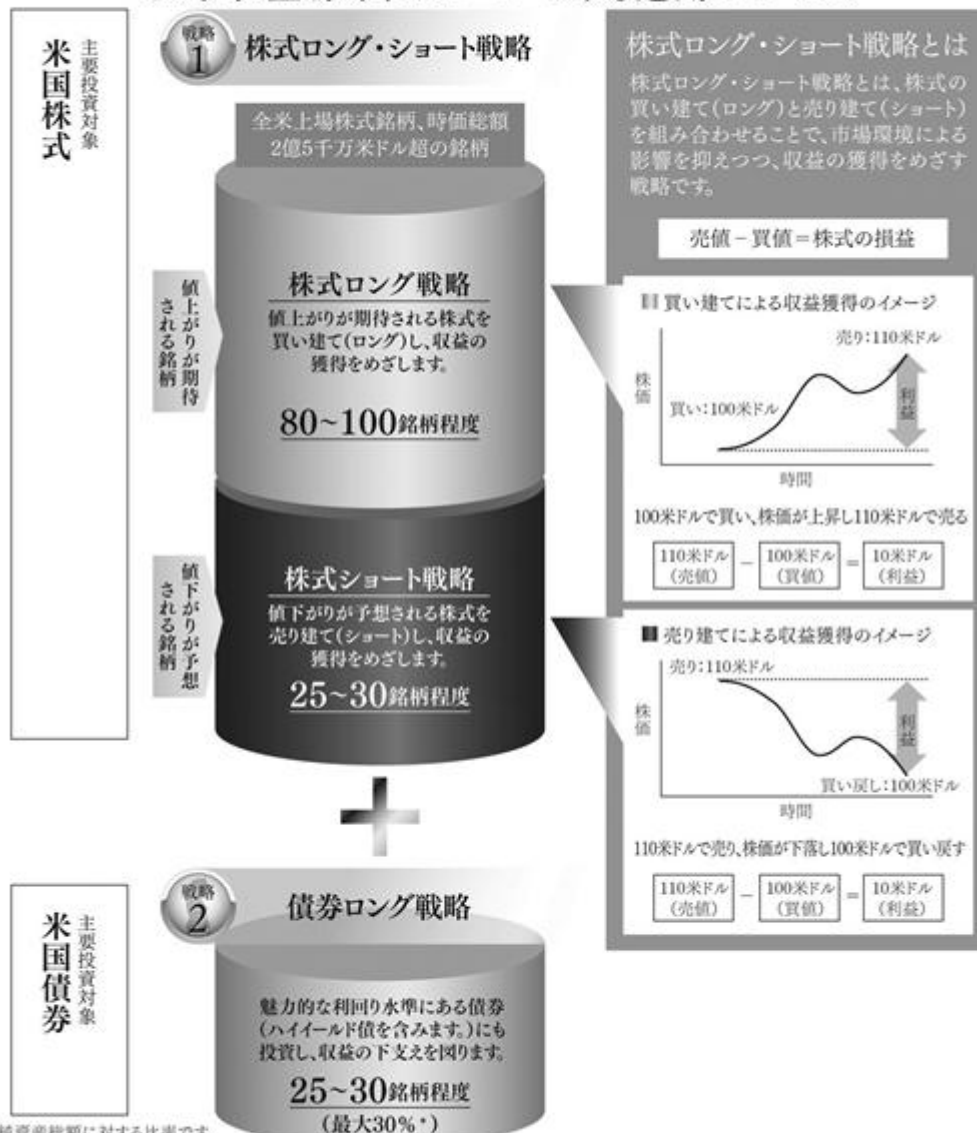 主要投資対象
米国株式
戦略
1
株式ロング・ショート戦略
全米上場株式銘柄、時価総額
2億5千万米ドル超の銘柄
値上がりが期待
される銘柄
株式ロング戦略
値上がりが期待される株式を
買い建て(ロング)し、収益の
獲得をめざします。
80~100銘柄程度
値下がりが予想
される銘柄
株式ショート戦略
値下がりが予想される株式を
売り建て(ショート)し、収益の
獲得をめざします。
25~30銘柄程度
株式ロング・ショート戦略とは
株式ロング・ショート戦略とは、株式の
買い建て(ロング)と売り建て(ショート)
を組み合わせることで、市場環境による
影響を抑えつつ、収益の獲得をめざす
戦略です。
売値-買値=株式の損益
買い建てによる収益獲得のイメージ
売り:110米ドル
株価
買い:100米ドル
利益
時間
100米ドルで買い、株価が上昇し110米ドルで売る
110米ドル - 100米ドル = 10米ドル
(売値) (買値) (利益)
売り建てによる収益獲得のイメージ
売り:110米ドル
株価
利益
買い戻し:100米ドル
時間
110米ドルで売り、株価が下落し100米ドルで買い戻す
110米ドル - 100米ドル = 10米ドル
(売値) (買値) (利益)
+
主要投資対象
米国債券
戦略
2
債券ロング戦略
魅力的な利回り水準にある債券
(ハイイールド債を含みます。)にも
投資し、収益の下支えを図ります。
25~30銘柄程度
(最大30%*)
純資産総額に対する比率です